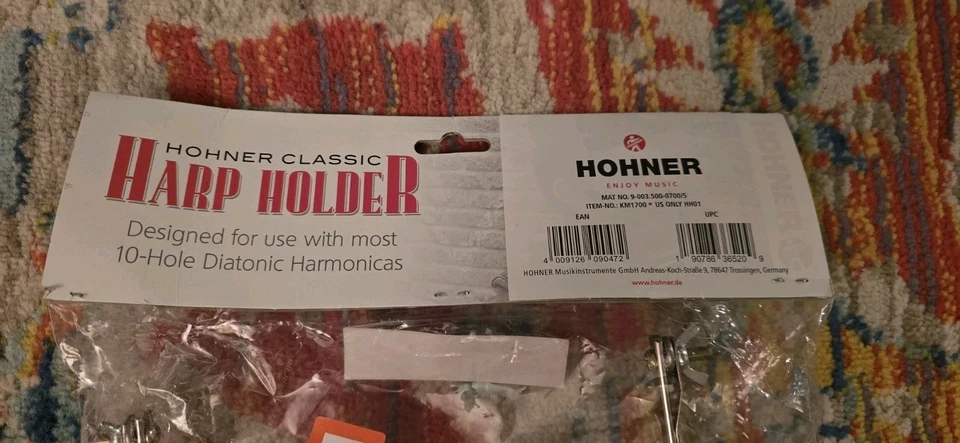 HOHNER CLASSIC
HARP HOLDER
Designed for use with most
10-Hole Diatonic Harmonicas
HOHNER
ENJOY MUSIC
MAT NO. 9-003.500-0700/5
ITEM-NO.: KM1700 * US ONLY HH01
EAN UPC
4 009126 090472 1 90786 36520 9
HOHNER Musikinstrumente GmbH Andreas-Koch-Straße 9, 78647 Trossingen, Germany
www.hohner.de
HOHNER